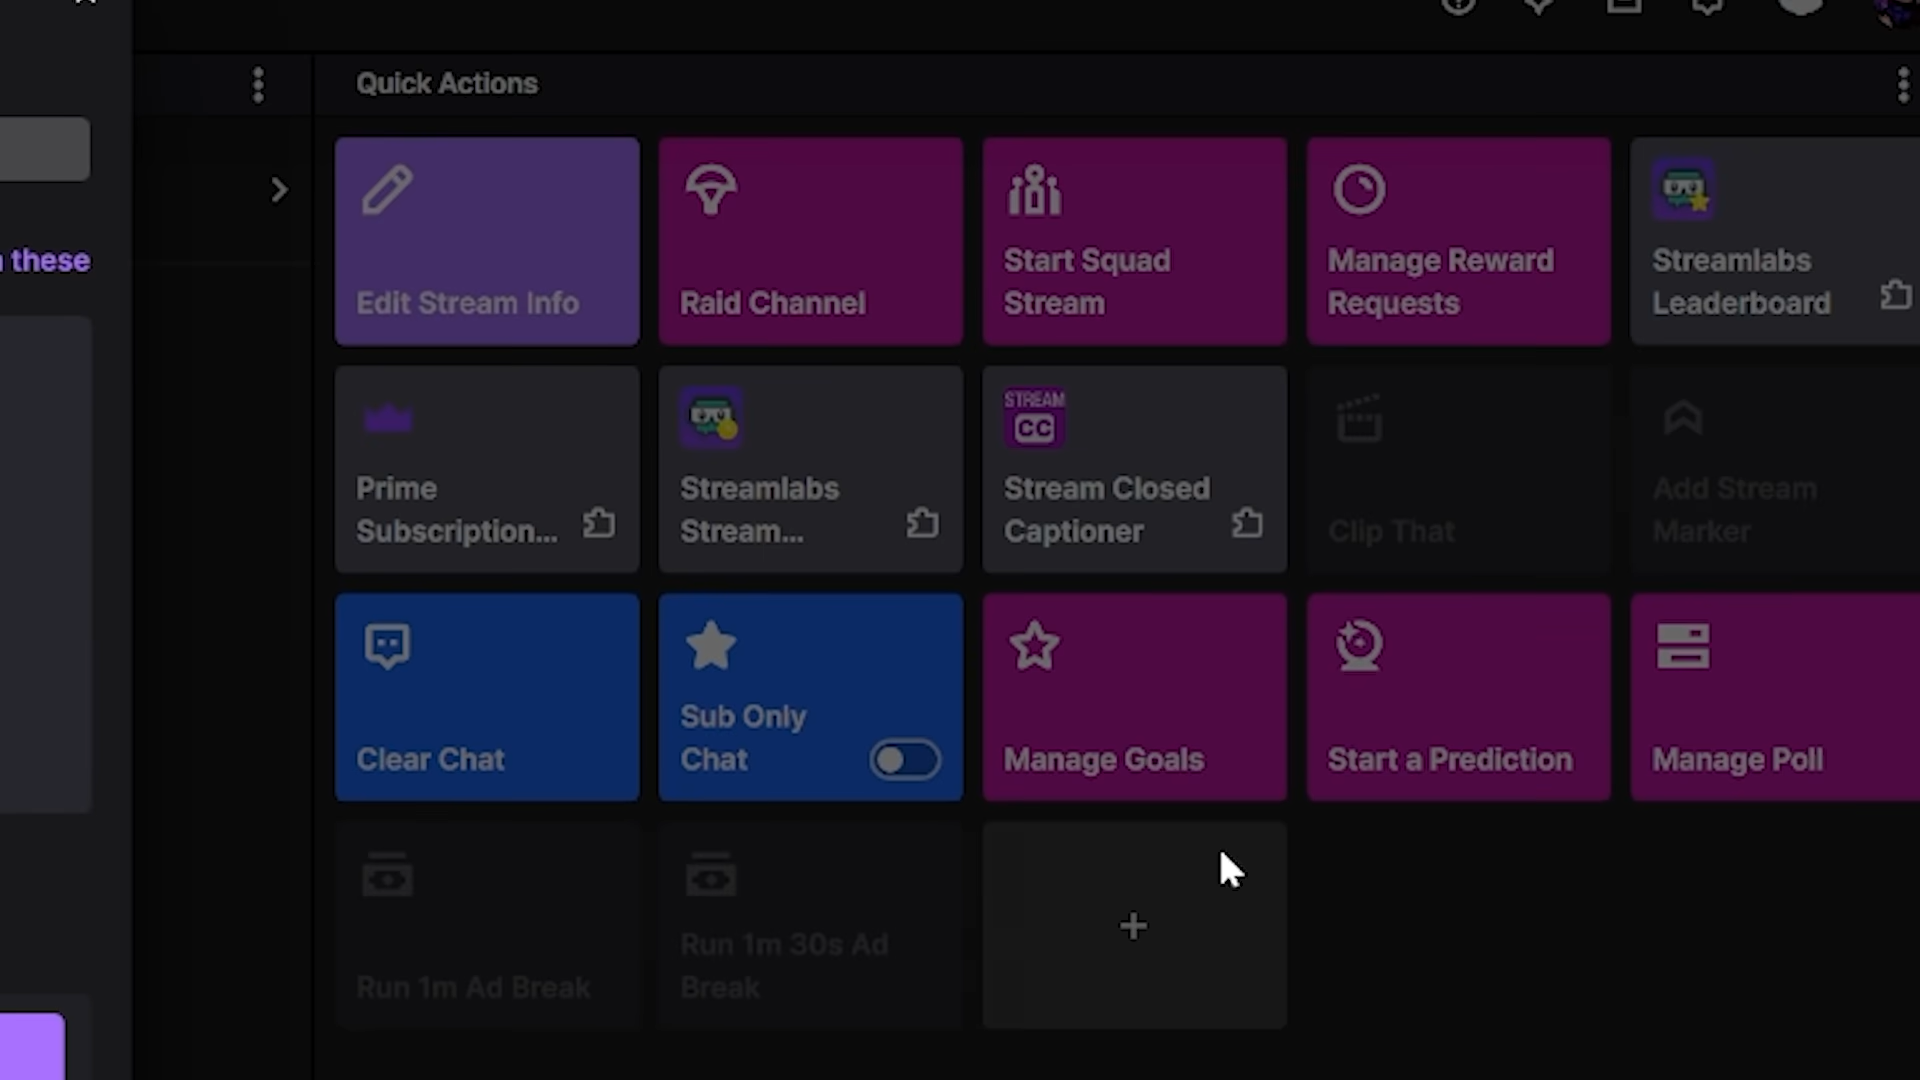 Quick Actions
these
Edit Stream Info
Raid Channel
Start Squad
Stream
Manage Reward
Requests
Streamlabs
Leaderboard
Prime
Subscription...
Streamlabs
Stream...
STREAM
CC
Stream Closed
Captioner
Clip That
Add Stream
Marker
Clear Chat
Sub Only
Chat
Manage Goals
Start a Prediction
Manage Poll
Run 1m Ad Break
Run 1m 30s Ad
Break